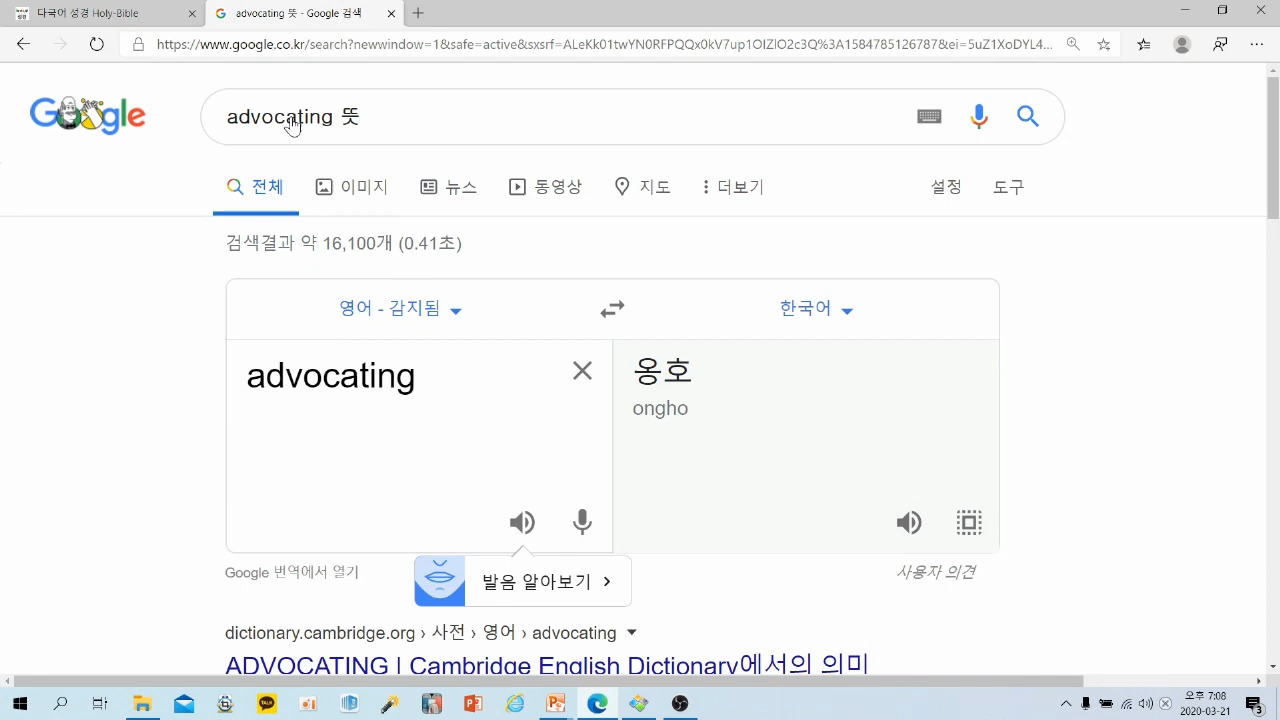 다국어 성경 Holy-Bible
advocating 뜻 - Google 검색
https://www.google.co.kr/search?newwindow=1&safe=active&sxsrf=ALeKk01twYN0RFPQQx0kV7up1OIZlO2c3Q%3A1584785126787&ei=5uZ1XoDYL4...
Google
advocating 뜻
전체
이미지
뉴스
동영상
지도
더보기
설정
도구
검색결과 약 16,100개 (0.41초)
영어 - 감지됨
한국어
advocating
옹호
ongho
Google 번역에서 열기
발음 알아보기
사용자 의견
dictionary.cambridge.org › 사전 › 영어 › advocating
ADVOCATING | Cambridge English Dictionary에서의 의미
TALK
오후 7:08
2020-03-21
3